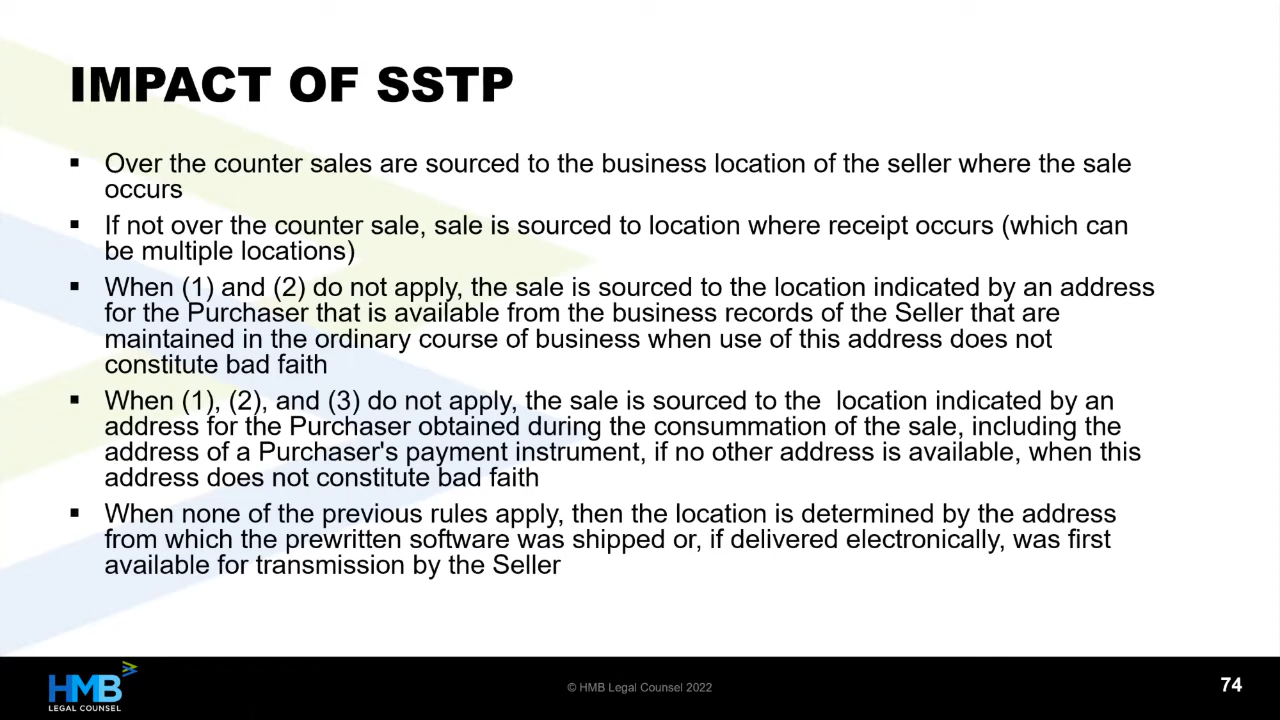 IMPACT OF SSTP
▪ Over the counter sales are sourced to the business location of the seller where the sale
occurs
▪ If not over the counter sale, sale is sourced to location where receipt occurs (which can
be multiple locations)
▪ When (1) and (2) do not apply, the sale is sourced to the location indicated by an address
for the Purchaser that is available from the business records of the Seller that are
maintained in the ordinary course of business when use of this address does not
constitute bad faith
▪ When (1), (2), and (3) do not apply, the sale is sourced to the  location indicated by an
address for the Purchaser obtained during the consummation of the sale, including the
address of a Purchaser's payment instrument, if no other address is available, when this
address does not constitute bad faith
▪ When none of the previous rules apply, then the location is determined by the address
from which the prewritten software was shipped or, if delivered electronically, was first
available for transmission by the Seller
HMB
LEGAL COUNSEL
© HMB Legal Counsel 2022
74